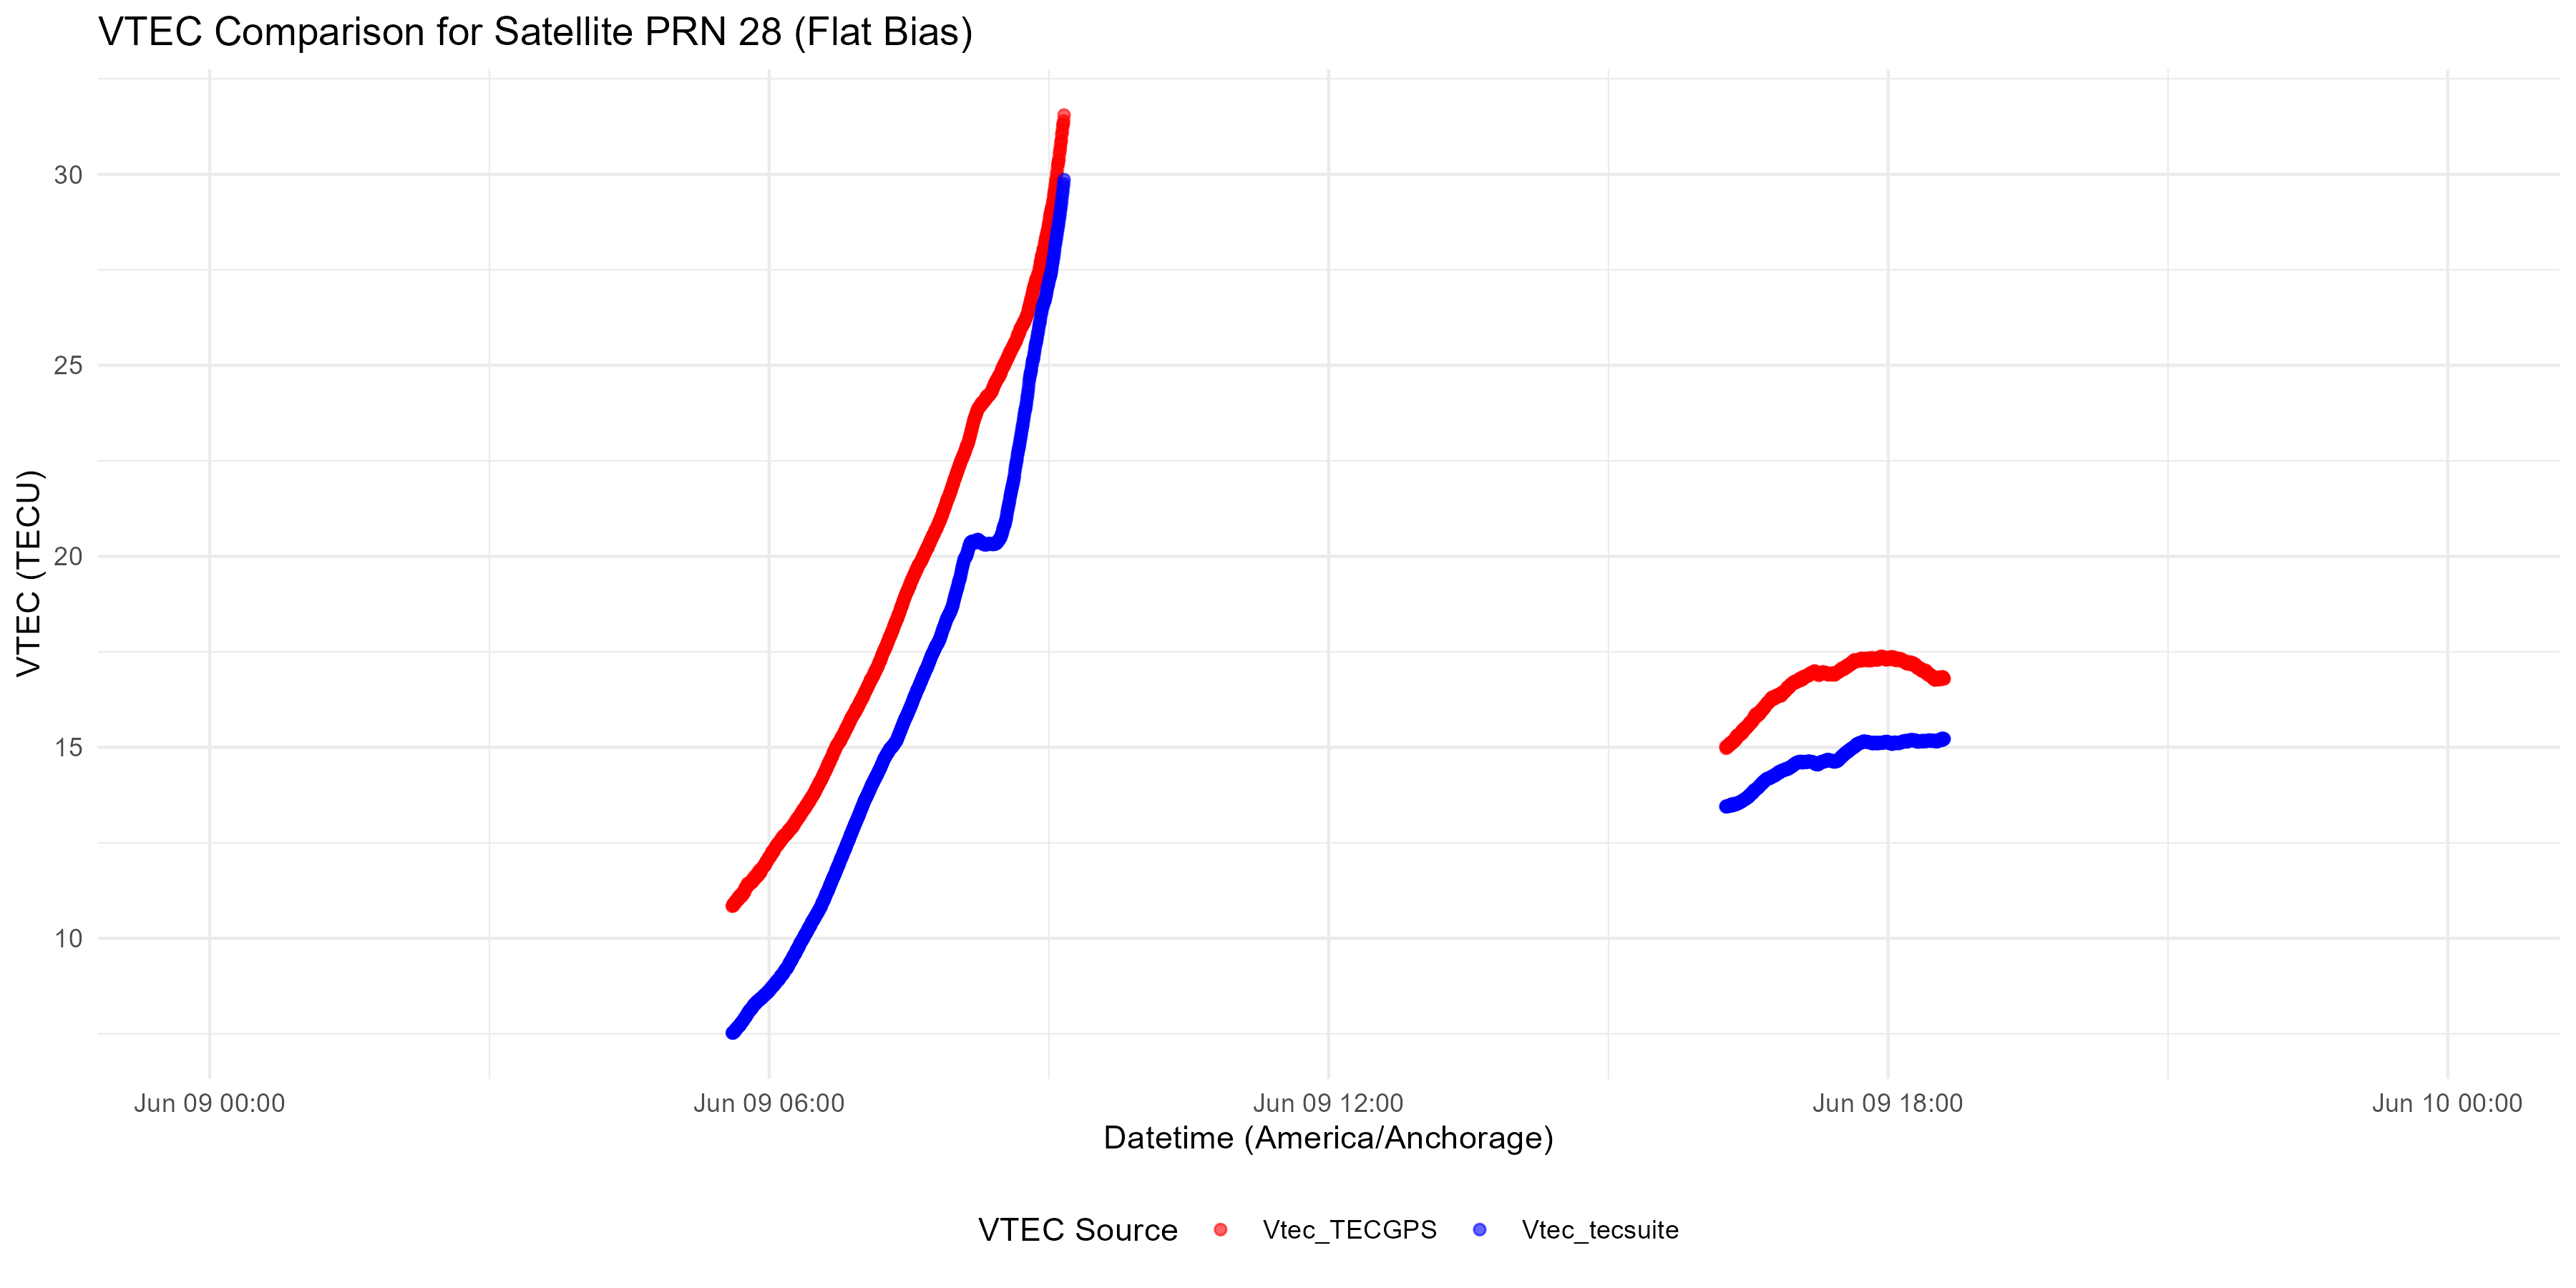 VTEC Comparison for Satellite PRN 28 (Flat Bias)
VTEC (TECU)
30
25
20
15
10
Jun 09 00:00 Jun 09 06:00 Jun 09 12:00 Jun 09 18:00 Jun 10 00:00
Datetime (America/Anchorage)
VTEC Source Vtec_TECGPS Vtec_tecsuite